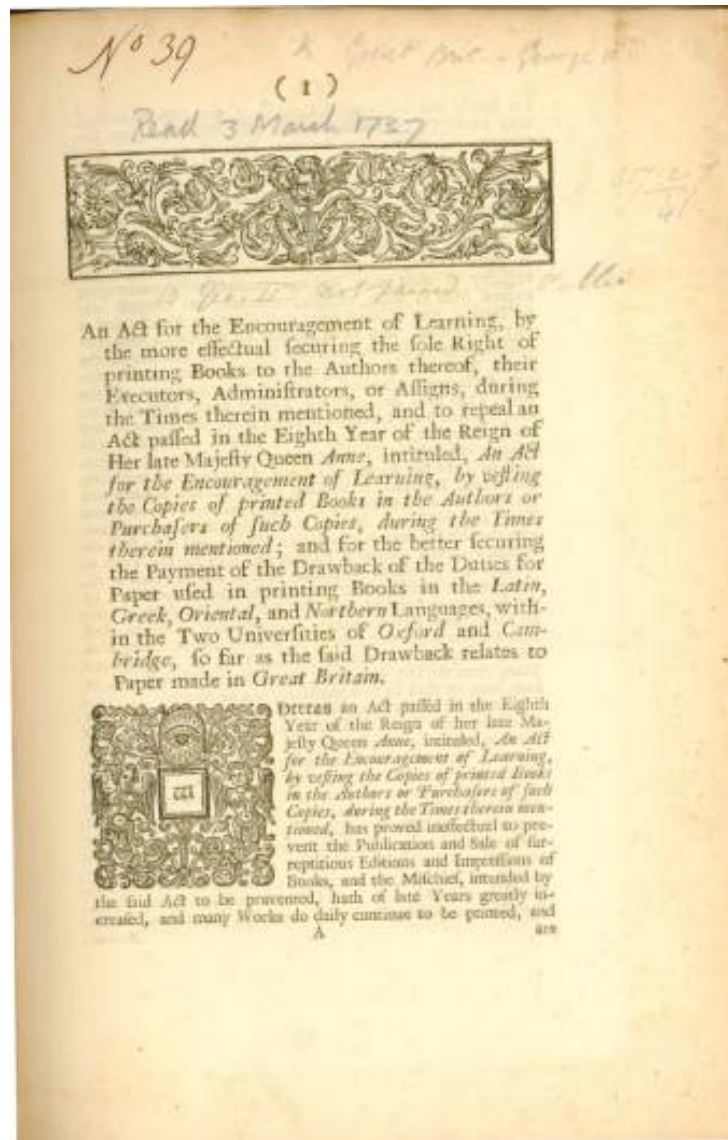 No 39
( I )
Read 3 March 1737
An Act for the Encouragement of Learning, by
the more effectual ſecuring the ſole Right of
printing Books to the Authors thereof, their
Executors, Adminiſtrators, or Aſſigns, during
the Times therein mentioned, and to repeal an
Act paſſed in the Eighth Year of the Reign of
Her late Majeſty Queen Anne, intituled, An Act
for the Encouragement of Learning, by veſting
the Copies of printed Books in the Authors or
Purchaſers of ſuch Copies, during the Times
therein mentioned; and for the better ſecuring
the Payment of the Drawback of the Duties for
Paper uſed in printing Books in the Latin,
Greek, Oriental, and Northern Languages, with-
in the Two Univerſities of Oxford and Cam-
bridge, ſo far as the ſaid Drawback relates to
Paper made in Great Britain.
an Act paſſed in the Eighth
Year of the Reign of her late Ma-
jeſty Queen Anne, intituled, An Act
for the Encouragement of Learning,
by veſting the Copies of printed Books
in the Authors or Purchaſers of ſuch
Copies, during the Times therein men-
tioned, has proved ineffectual to pre-
vent the Publication and Sale of ſur-
reptitious Editions and Impreſſions of
Books, and the Miſchief, intended by
the ſaid Act to be prevented, hath of late Years greatly in-
creaſed, and many Works do daily continue to be printed, and
A are